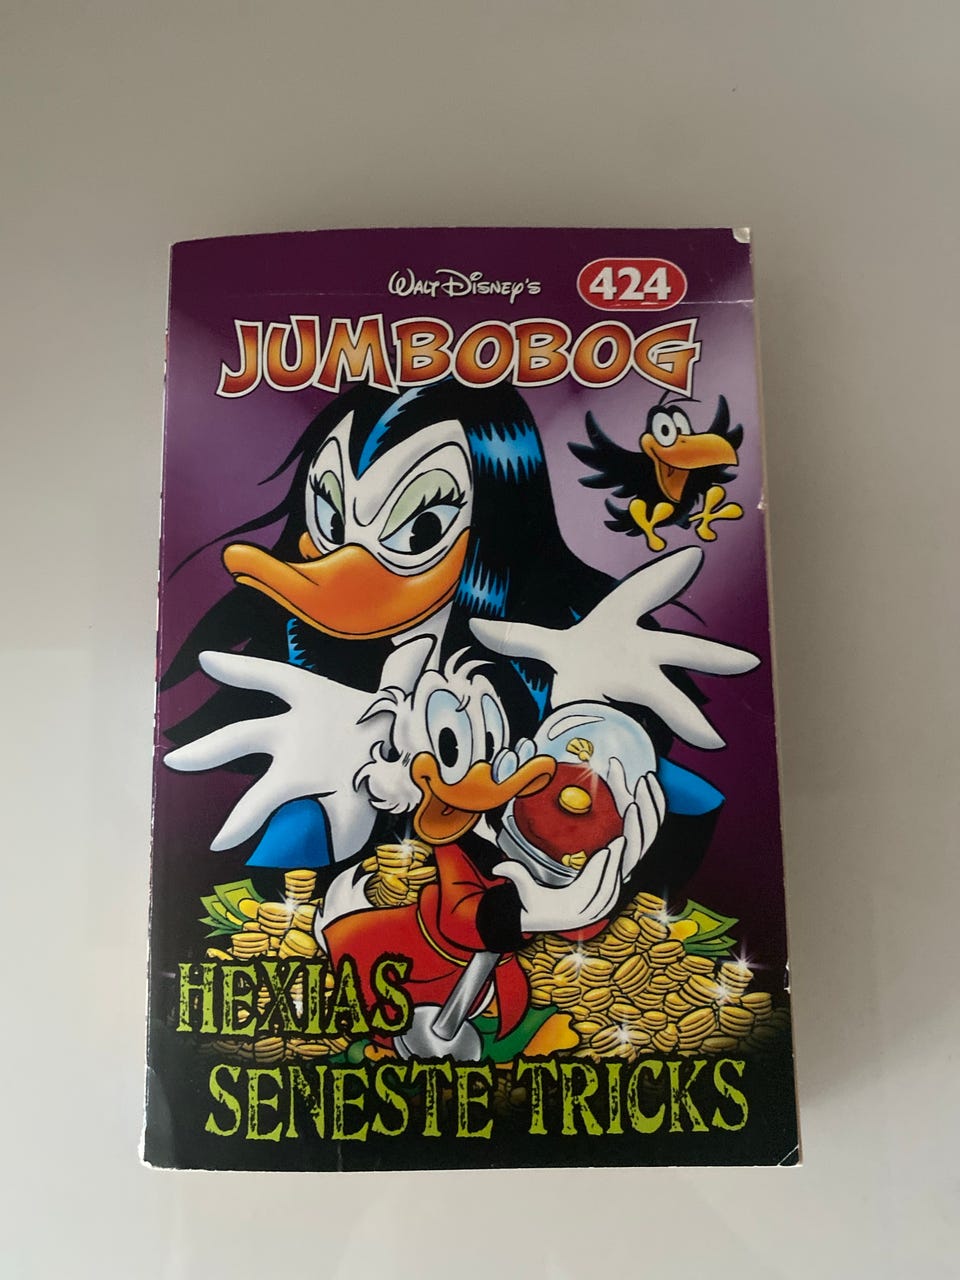 WALT DISNEY'S 424
JUMBOBOG
HEXIAS
SENESTE TRICKS